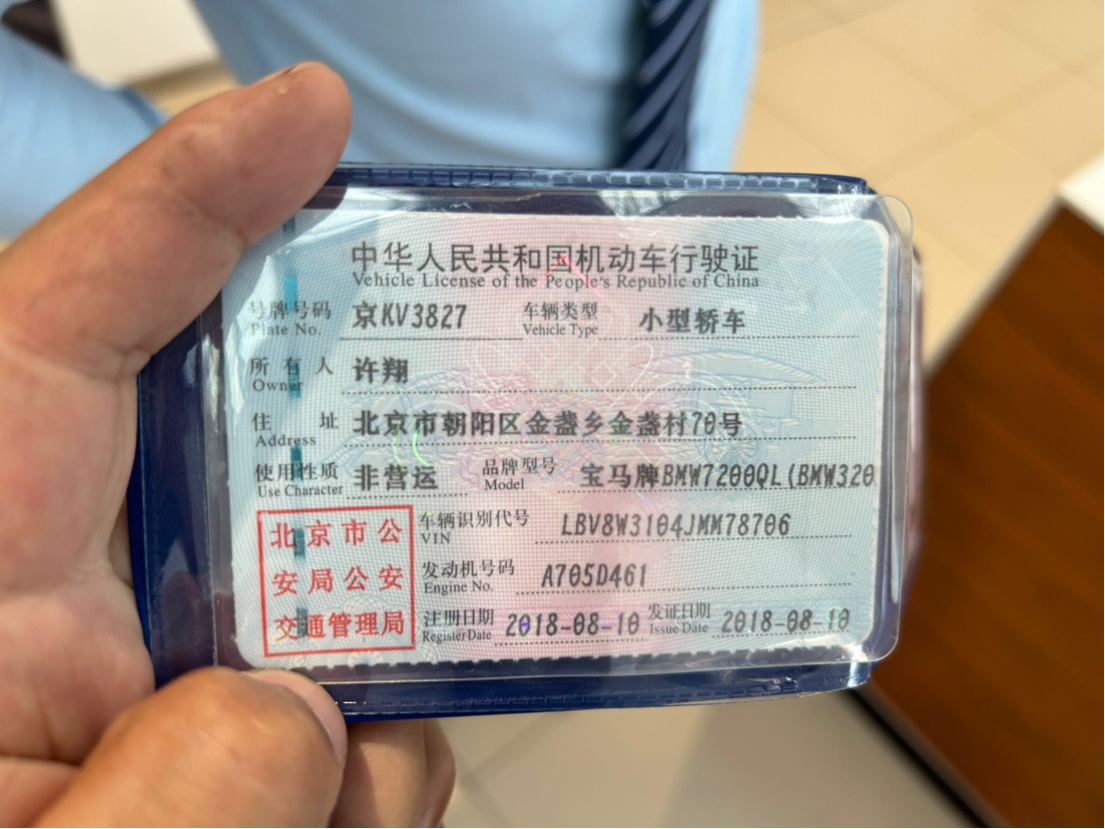 中华人民共和国机动车行驶证
Vehicle License of the People's Republic of China
号牌号码 京KV3827 车辆类型 小型轿车
Plate No. Vehicle Type
所有人 许翔
Owner
住址 北京市朝阳区金盏乡金盏村70号
Address
使用性质 非营运 品牌型号 宝马牌BMW7200QL(BMW320
Use Character Model
车辆识别代号 LBV8W3104JMM78706
VIN
发动机号码 A705D461
Engine No.
注册日期 2018-08-10 发证日期 2018-08-10
Register Date Issue Date
北京市公
安局公安
交通管理局